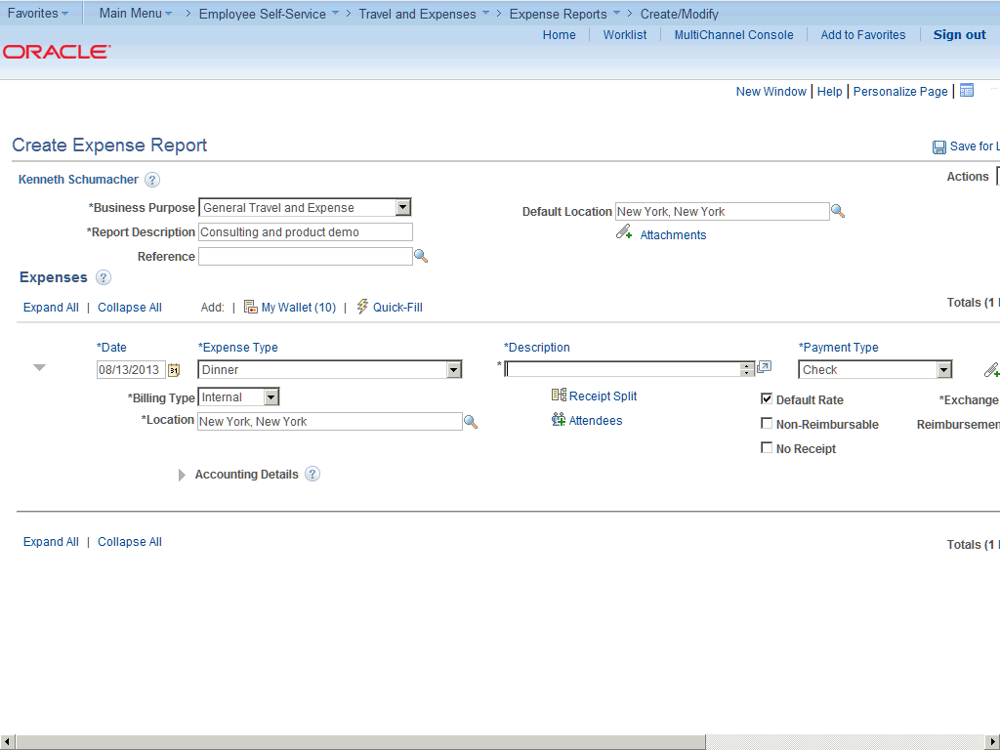 Favorites Main Menu > Employee Self-Service > Travel and Expenses > Expense Reports > Create/Modify
Home Worklist MultiChannel Console Add to Favorites Sign out
ORACLE
New Window | Help | Personalize Page |
Create Expense Report
Save for L
Kenneth Schumacher ?
Actions
*Business Purpose General Travel and Expense
Default Location New York, New York
*Report Description Consulting and product demo
Attachments
Reference
Expenses ?
Expand All | Collapse All Add: | My Wallet (10) | Quick-Fill
Totals (1
*Date *Expense Type *Description *Payment Type
08/13/2013 31 Dinner * Check
*Billing Type Internal Receipt Split Default Rate *Exchange
*Location New York, New York Attendees Non-Reimbursable Reimbursemen
No Receipt
Accounting Details ?
Expand All | Collapse All
Totals (1